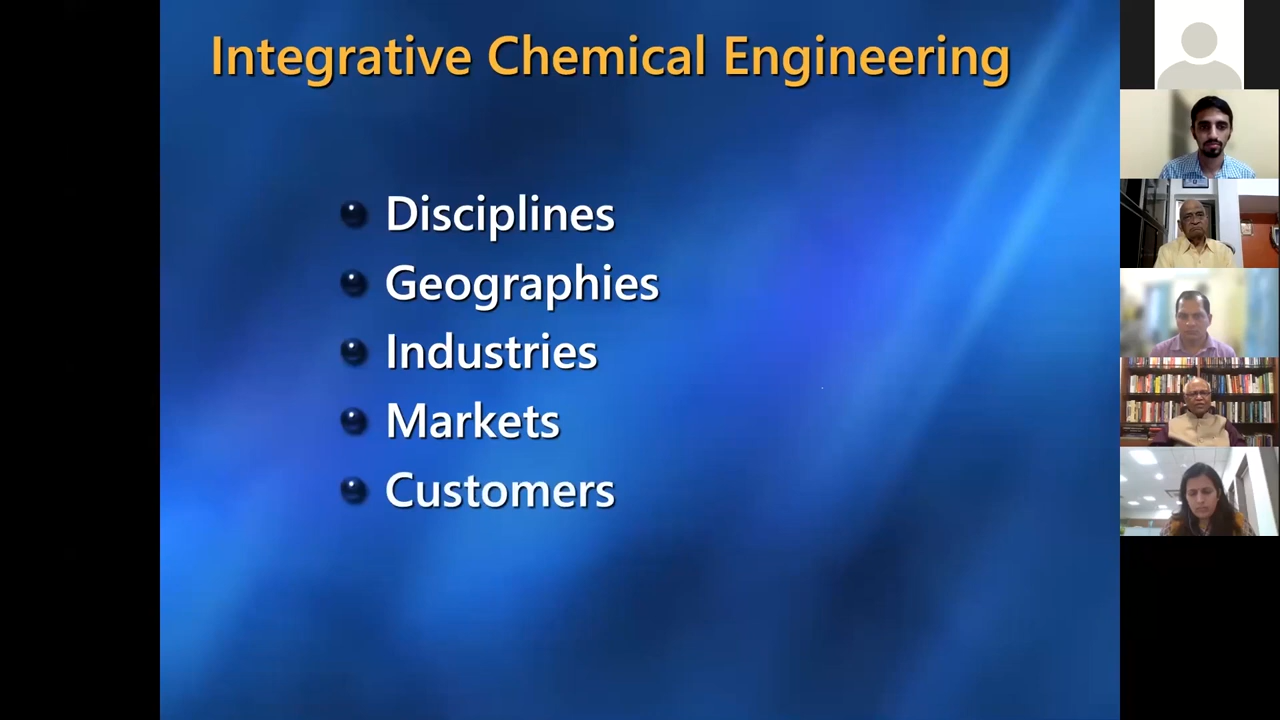 Integrative Chemical Engineering
Disciplines
Geographies
Industries
Markets
Customers